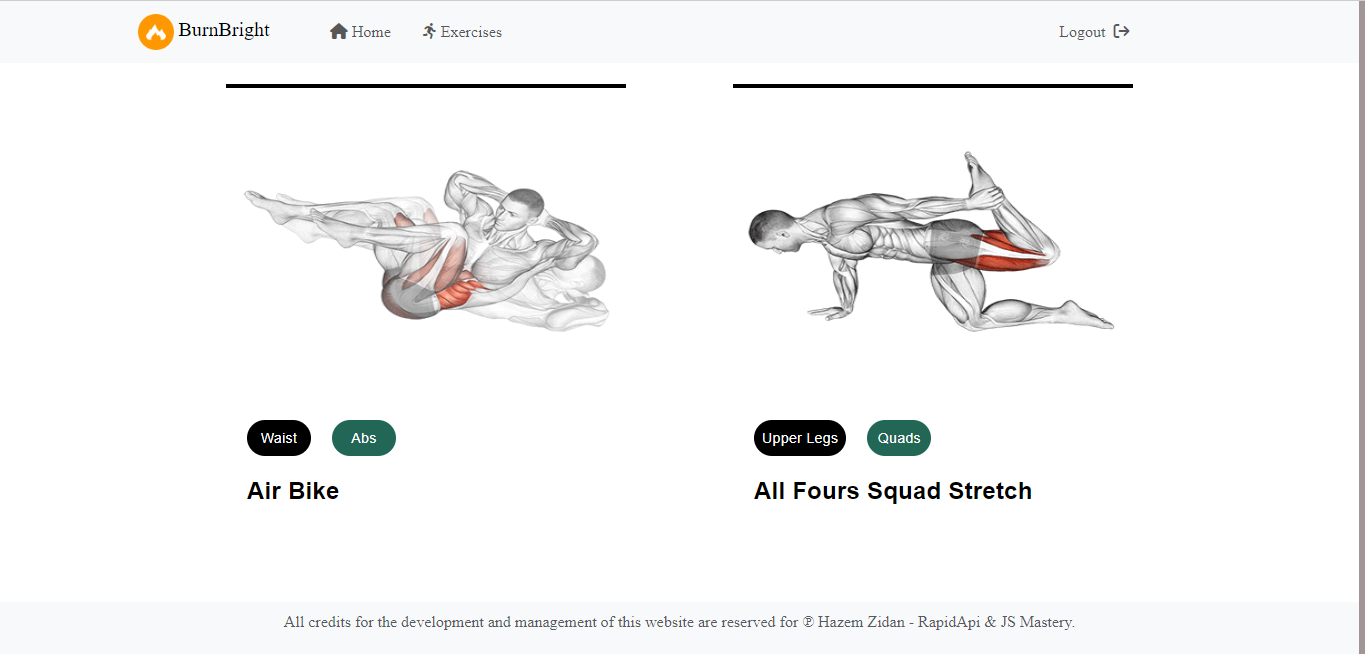 BurnBright Home Exercises Logout
Waist Abs
Upper Legs Quads
Air Bike
All Fours Squad Stretch
All credits for the development and management of this website are reserved for ℗ Hazem Zidan - RapidApi & JS Mastery.